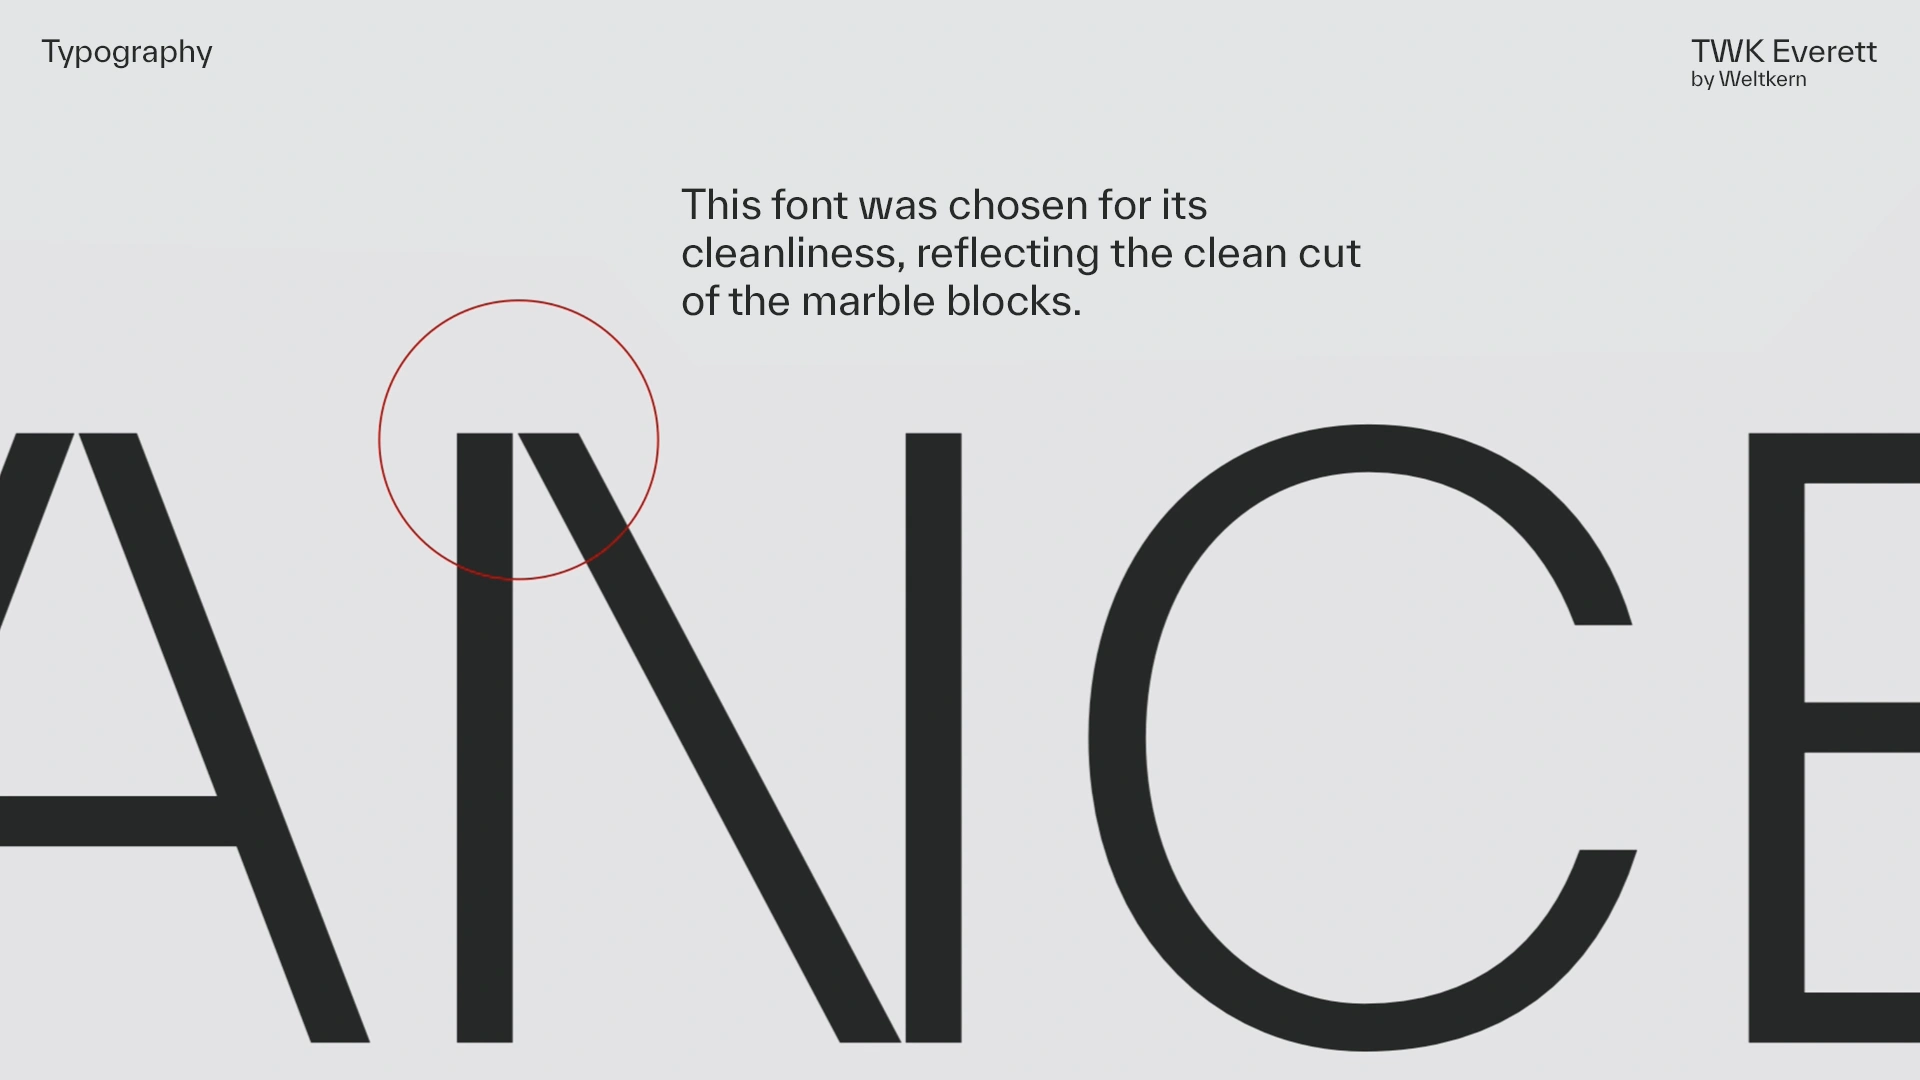 Typography
TWK Everett
by Weltkern
This font was chosen for its
cleanliness, reflecting the clean cut
of the marble blocks.
ANCE